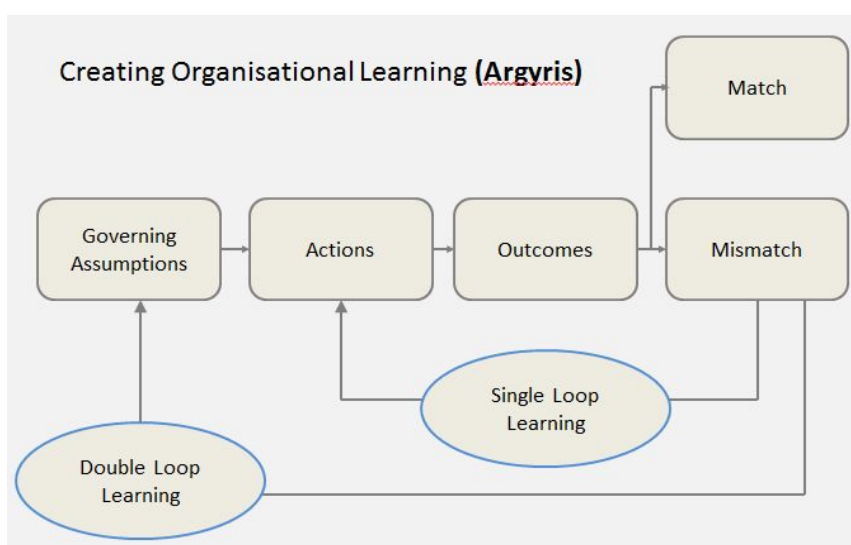 Creating Organisational Learning (Argyris)
Match
Governing
Assumptions
Actions
Outcomes
Mismatch
Single Loop
Learning
Double Loop
Learning